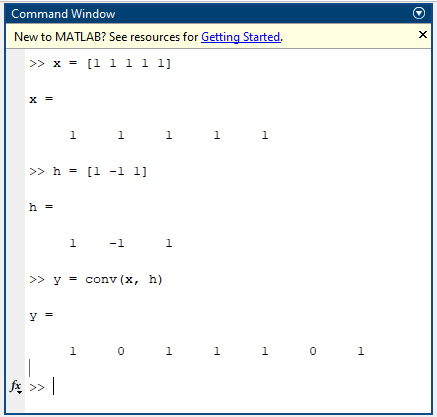 Command Window
New to MATLAB? See resources for Getting Started.
>> x = [1 1 1 1 1]
x =
1 1 1 1 1
>> h = [1 -1 1]
h =
1 -1 1
>> y = conv(x, h)
y =
1 0 1 1 1 0 1
fx >>